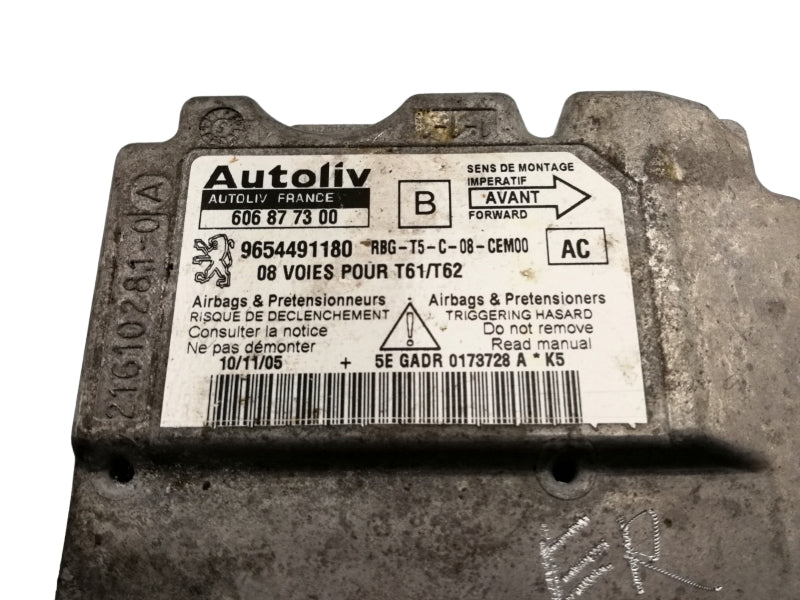 Autoliv
AUTOLIV FRANCE
606 87 73 00
B
SENS DE MONTAGE
IMPERATIF
AVANT
FORWARD
9654491180 RBG-T5-C-08-CEM00
AC
08 VOIES POUR T61/T62
Airbags & Pretensionneurs
RISQUE DE DECLENCHEMENT
Consulter la notice
Ne pas démonter
Airbags & Pretensioners
TRIGGERING HASARD
Do not remove
Read manual
10/11/05 + 5E GADR 0173728 A * K5
21610281-0(A)
ER